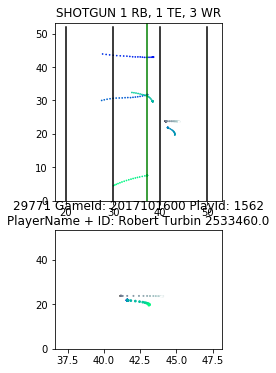 SHOTGUN 1 RB, 1 TE, 3 WR
50
40
30
20
10
0
20 30 40 50
29771 GameId: 2017101600 PlayId: 1562
PlayerName + ID: Robert Turbin 2533460.0
40
20
0
37.5 40.0 42.5 45.0 47.5